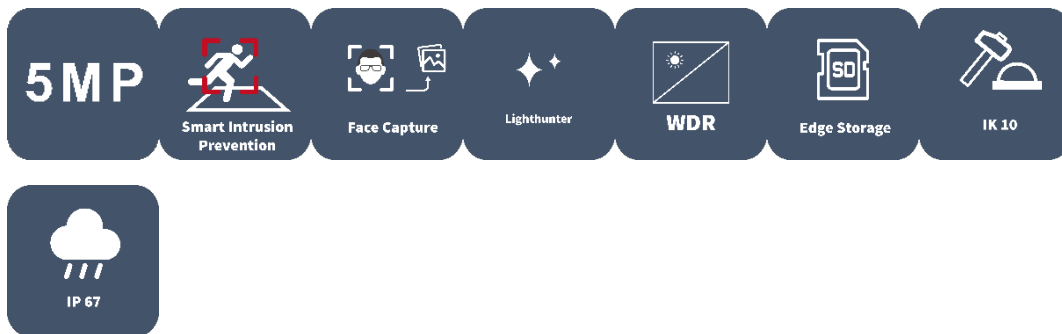 5MP
Smart Intrusion
Prevention
Face Capture
Lighthunter
WDR
SD
Edge Storage
IK 10
IP 67